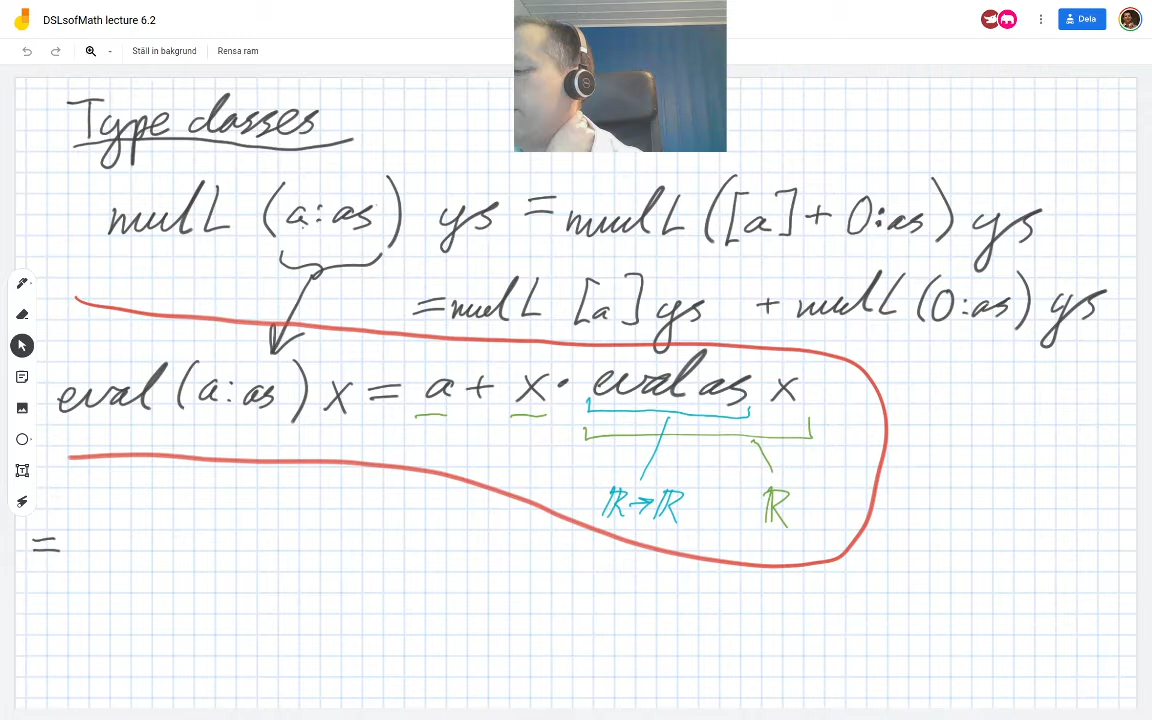 DSLsofMath lecture 6.2
Dela
Ställ in bakgrund Rensa ram
Type classes
mulL (a:as) ys = mulL ([a] + 0:as) ys
= mulL [a] ys + mulL (0:as) ys
eval (a:as) x = a + x · eval as x
ℝ→ℝ ℝ
=